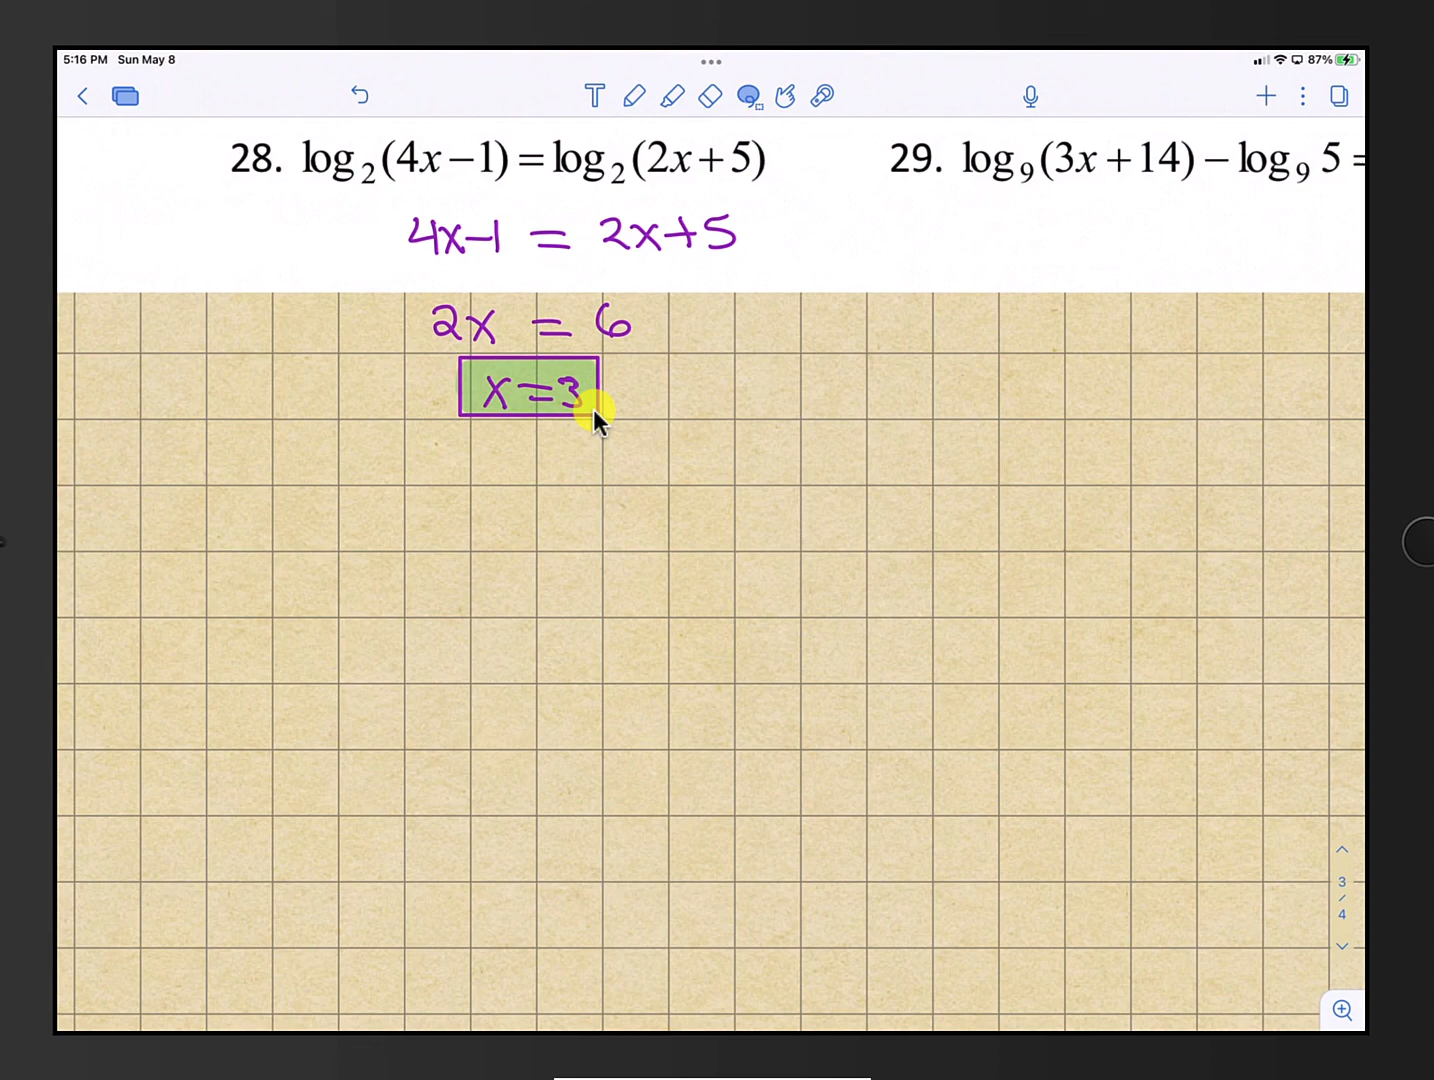 5:16 PM Sun May 8
87%
28. log₂(4x−1)=log₂(2x+5)
29. log₉(3x+14)−log₉ 5 =
4x−1 = 2x+5
2x = 6
x=3
3
/
4